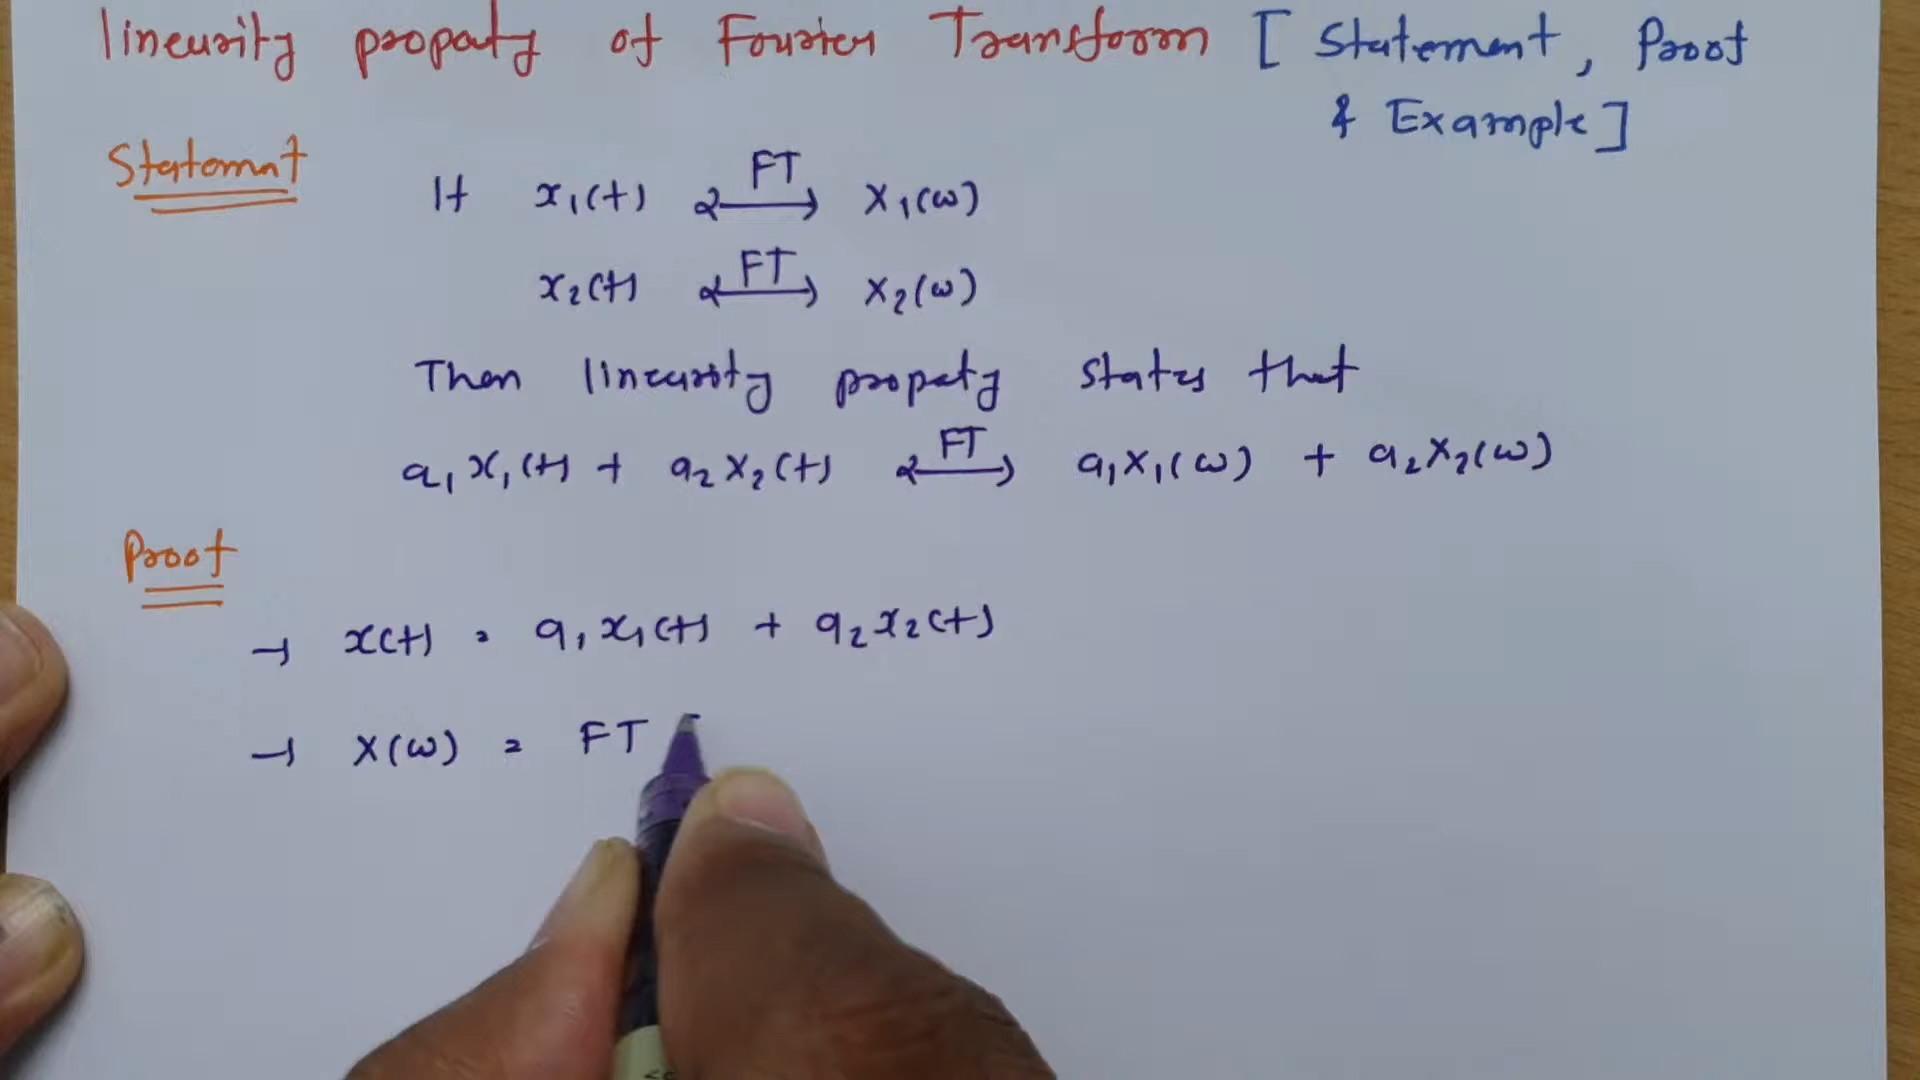 linearity property of Fourier Transform [ Statement, Proof
& Example ]
Statement
If x₁(t) ⟷ FT X₁(ω)
x₂(t) ⟷ FT X₂(ω)
Then linearity property states that
a₁x₁(t) + a₂x₂(t) ⟷ FT a₁X₁(ω) + a₂X₂(ω)
Proof
→ x(t) = a₁x₁(t) + a₂x₂(t)
→ X(ω) = FT